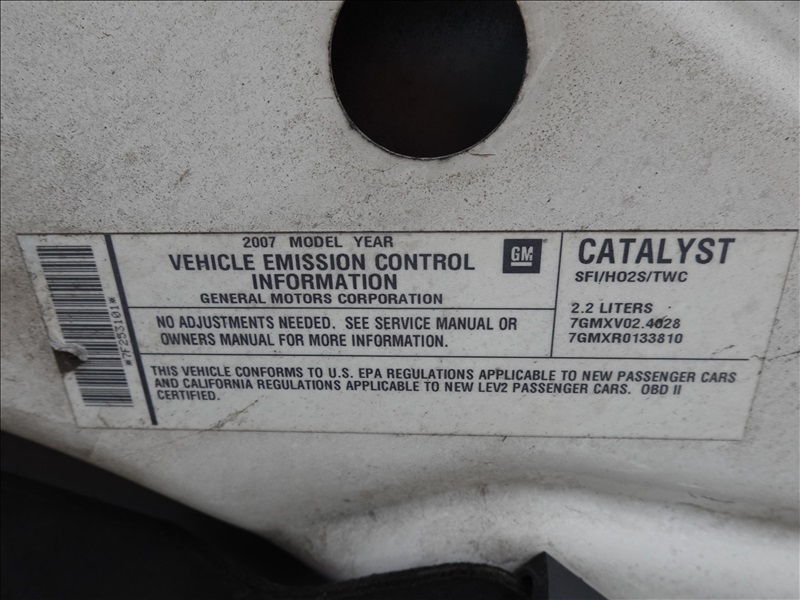 2007 MODEL YEAR
VEHICLE EMISSION CONTROL
INFORMATION
GENERAL MOTORS CORPORATION
GM
NO ADJUSTMENTS NEEDED. SEE SERVICE MANUAL OR
OWNERS MANUAL FOR MORE INFORMATION.
CATALYST
SFI/HO2S/TWC
2.2 LITERS
7GMXV02.4028
7GMXR0133810
THIS VEHICLE CONFORMS TO U.S. EPA REGULATIONS APPLICABLE TO NEW PASSENGER CARS
AND CALIFORNIA REGULATIONS APPLICABLE TO NEW LEV2 PASSENGER CARS. OBD II
CERTIFIED.
*7F253101*